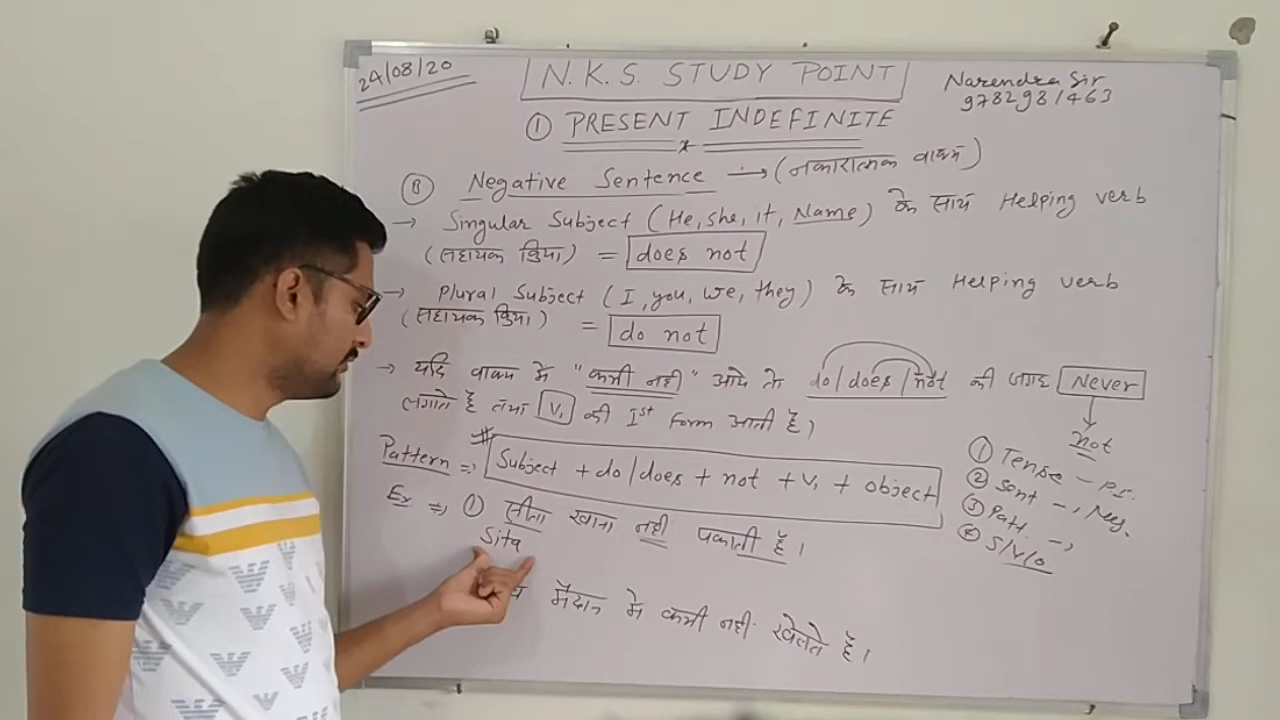 24/08/20
N.K.S. STUDY POINT
Narendra Sir
9782981463
① PRESENT INDEFINITE
Ⓑ Negative Sentence → (नकारात्मक वाक्य)
→ Singular Subject (He, she, it, Name) के साथ Helping verb
(सहायक क्रिया) = does not
→ Plural Subject (I, you, we, they) के साथ Helping verb
(सहायक क्रिया) = do not
→ यदि वाक्य में "कभी नहीं" आये तो do/does/not की जगह Never
लगाते है तथा V₁ की Ist Form आती है।
not
Pattern ⇒ Subject + do/does + not + V₁ + object
① Tense - P.I.
② Sent -, Neg.
③ Patt -,
④ S/V/O
Ex ⇒ ① सीता खाना नही पकाती है।
Sita
मैदान मे कभी नही खेलते है।